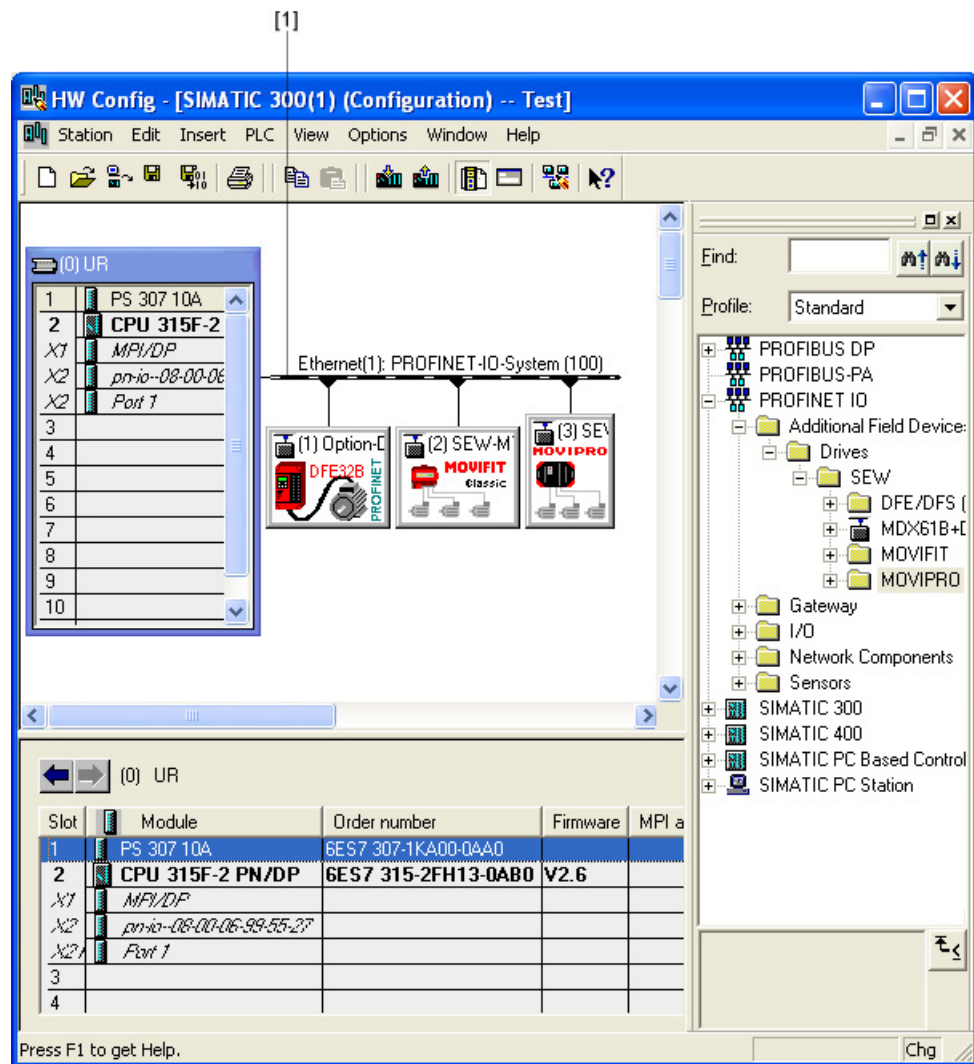 [1]
HW Config - [SIMATIC 300(1) (Configuration) -- Test]
Station Edit Insert PLC View Options Window Help
(0) UR
1 PS 307 10A
2 CPU 315F-2
X1 MPI/DP
X2 pn-io--08-00-06
X2 Port 1
3
4
5
6
7
8
9
10
Ethernet(1): PROFINET-IO-System (100)
(1) Option-D
DFE32B
PROFINET
(2) SEW-M
MOVIFIT
Classic
(3) SEW
MOVIPRO
Find:
Profile: Standard
PROFIBUS DP
PROFIBUS-PA
PROFINET IO
Additional Field Devices
Drives
SEW
DFE/DFS (
MDX61B+D
MOVIFIT
MOVIPRO
Gateway
I/O
Network Components
Sensors
SIMATIC 300
SIMATIC 400
SIMATIC PC Based Control
SIMATIC PC Station
(0) UR
Slot Module Order number Firmware MPI a
1 PS 307 10A 6ES7 307-1KA00-0AA0
2 CPU 315F-2 PN/DP 6ES7 315-2FH13-0AB0 V2.6
X1 MPI/DP
X2 pn-io--08-00-06-99-55-27
X2 Port 1
3
4
Press F1 to get Help.
Chg